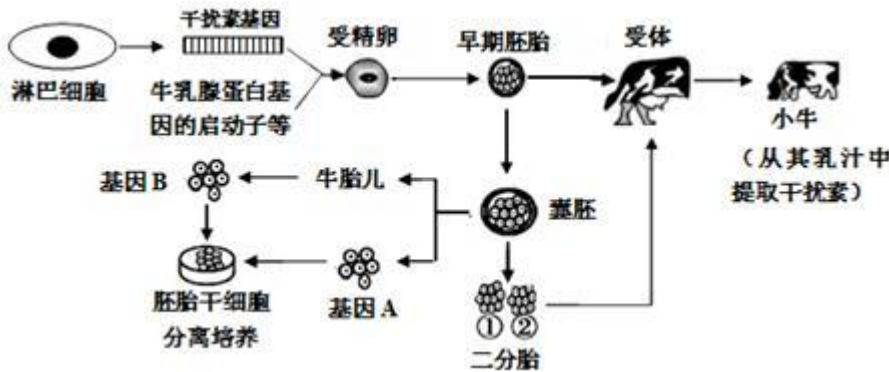 干扰素基因
受精卵
早期胚胎
受体
淋巴细胞
牛乳腺蛋白基
因的启动子等
小牛
（从其乳汁中
提取干扰素）
基因B
牛胎儿
囊胚
胚胎干细胞
分离培养
基因A
① ②
二分胎